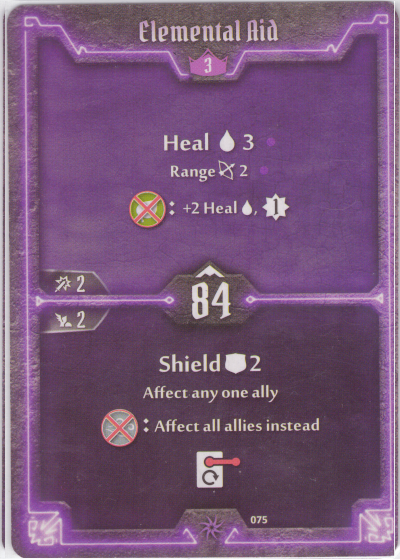 Elemental Aid
3
Heal 3
Range 2
: +2 Heal , 1
2
84
2
Shield 2
Affect any one ally
: Affect all allies instead
075